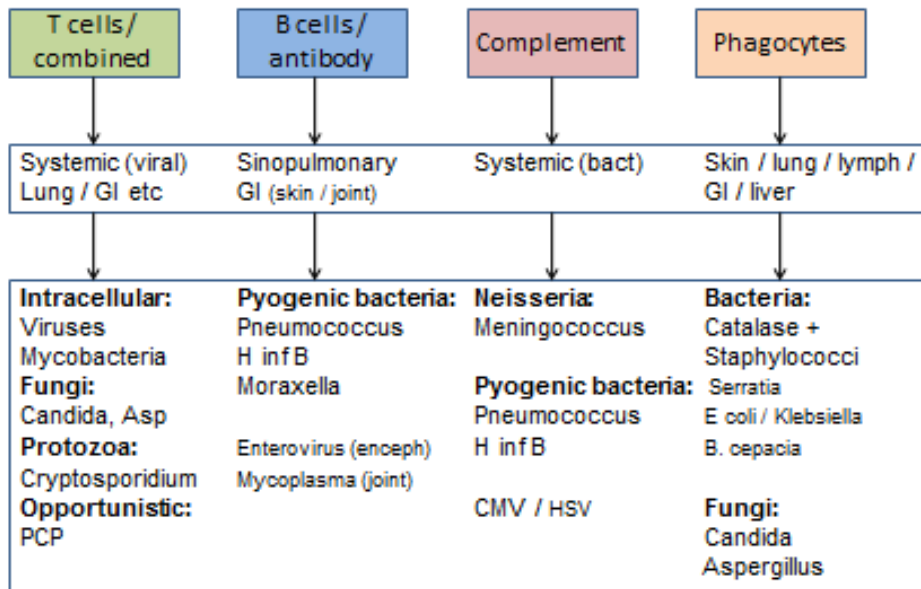 T cells/
combined
B cells/
antibody
Complement
Phagocytes
Systemic (viral)
Lung / GI etc
Sinopulmonary
GI (skin / joint)
Systemic (bact)
Skin / lung / lymph /
GI / liver
Intracellular:
Viruses
Mycobacteria
Fungi:
Candida, Asp
Protozoa:
Cryptosporidium
Opportunistic:
PCP
Pyogenic bacteria:
Pneumococcus
H inf B
Moraxella
Enterovirus (enceph)
Mycoplasma (joint)
Neisseria:
Meningococcus
Pyogenic bacteria:
Pneumococcus
H inf B
CMV / HSV
Bacteria:
Catalase +
Staphylococci
Serratia
E coli / Klebsiella
B. cepacia
Fungi:
Candida
Aspergillus